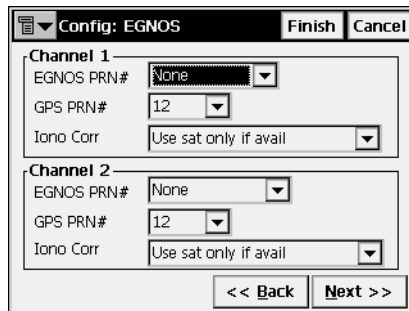 Config: EGNOS Finish Cancel
Channel 1
EGNOS PRN# None
GPS PRN# 12
Iono Corr Use sat only if avail
Channel 2
EGNOS PRN# None
GPS PRN# 12
Iono Corr Use sat only if avail
<< Back Next >>